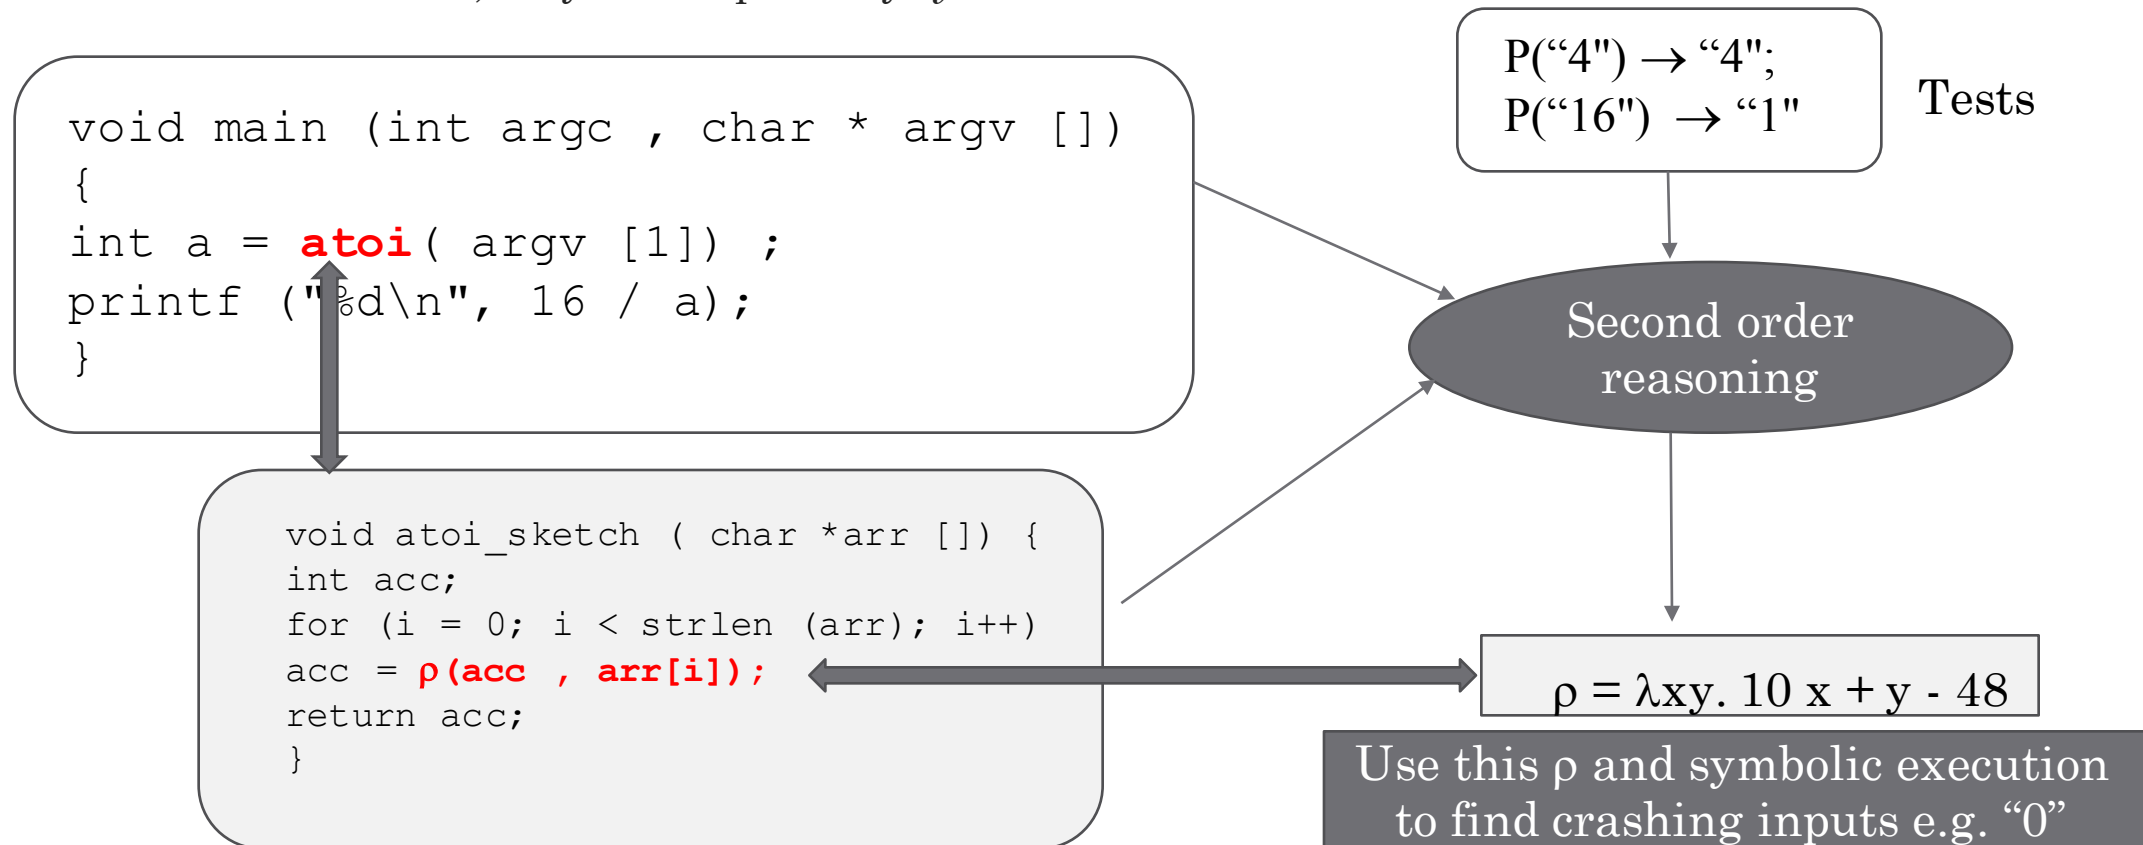 void main (int argc , char * argv [])
{
int a = atoi( argv [1]) ;
printf ("%d\n", 16 / a);
}
P(“4") → “4";
P(“16") → “1"
Tests
Second order
reasoning
void atoi_sketch ( char *arr []) {
int acc;
for (i = 0; i < strlen (arr); i++)
acc = ρ(acc , arr[i]);
return acc;
}
ρ = λxy. 10 x + y - 48
Use this ρ and symbolic execution
to find crashing inputs e.g. “0”